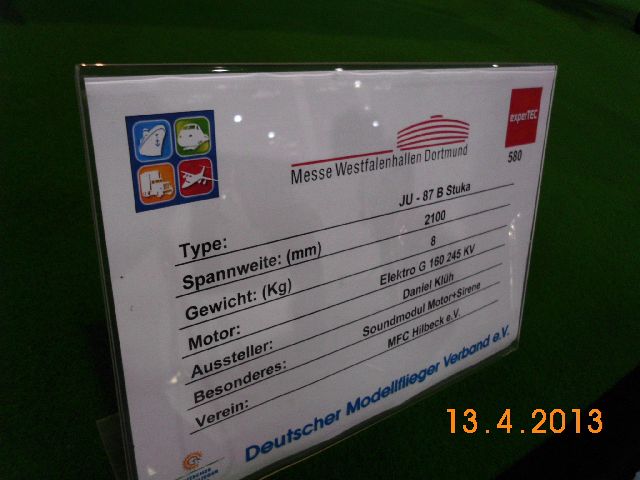 experTEC
580
Messe Westfalenhallen Dortmund
Type: JU - 87 B Stuka
Spannweite: (mm) 2100
Gewicht: (Kg) 8
Motor: Elektro G 160 245 KV
Aussteller: Daniel Klüh
Besonderes: Soundmodul Motor+Sirene
Verein: MFC Hilbeck e.V.
Deutscher Modellflieger Verband e.V.
13.4.2013